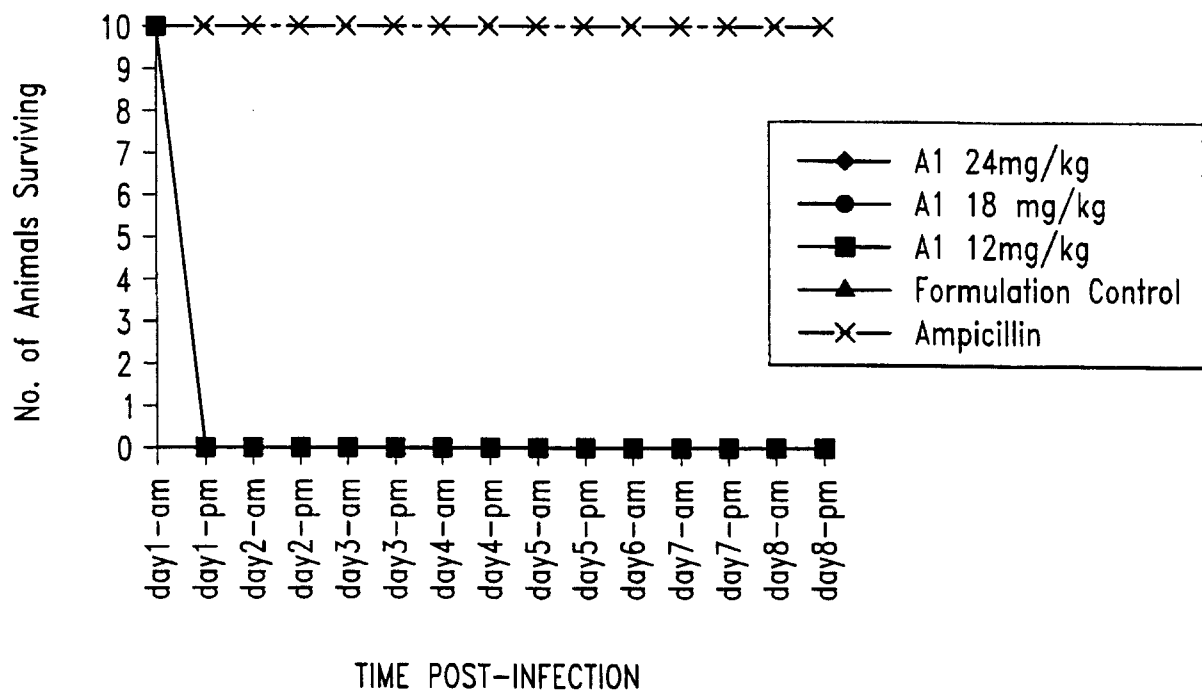 No. of Animals Surviving
10
9
8
7
6
5
4
3
2
1
0
day1-am
day1-pm
day2-am
day2-pm
day3-am
day3-pm
day4-am
day4-pm
day5-am
day5-pm
day6-am
day7-am
day7-pm
day8-am
day8-pm
TIME POST-INFECTION
A1 24mg/kg
A1 18 mg/kg
A1 12mg/kg
Formulation Control
Ampicillin